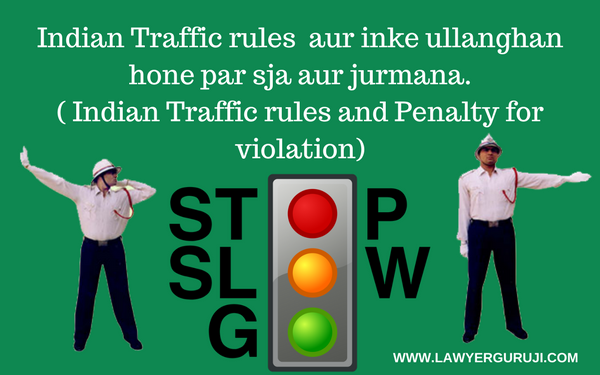 Indian Traffic rules  aur inke ullanghan
hone par sja aur jurmana.
( Indian Traffic rules and Penalty for
violation)
ST P
SL W
G
WWW.LAWYERGURUJI.COM